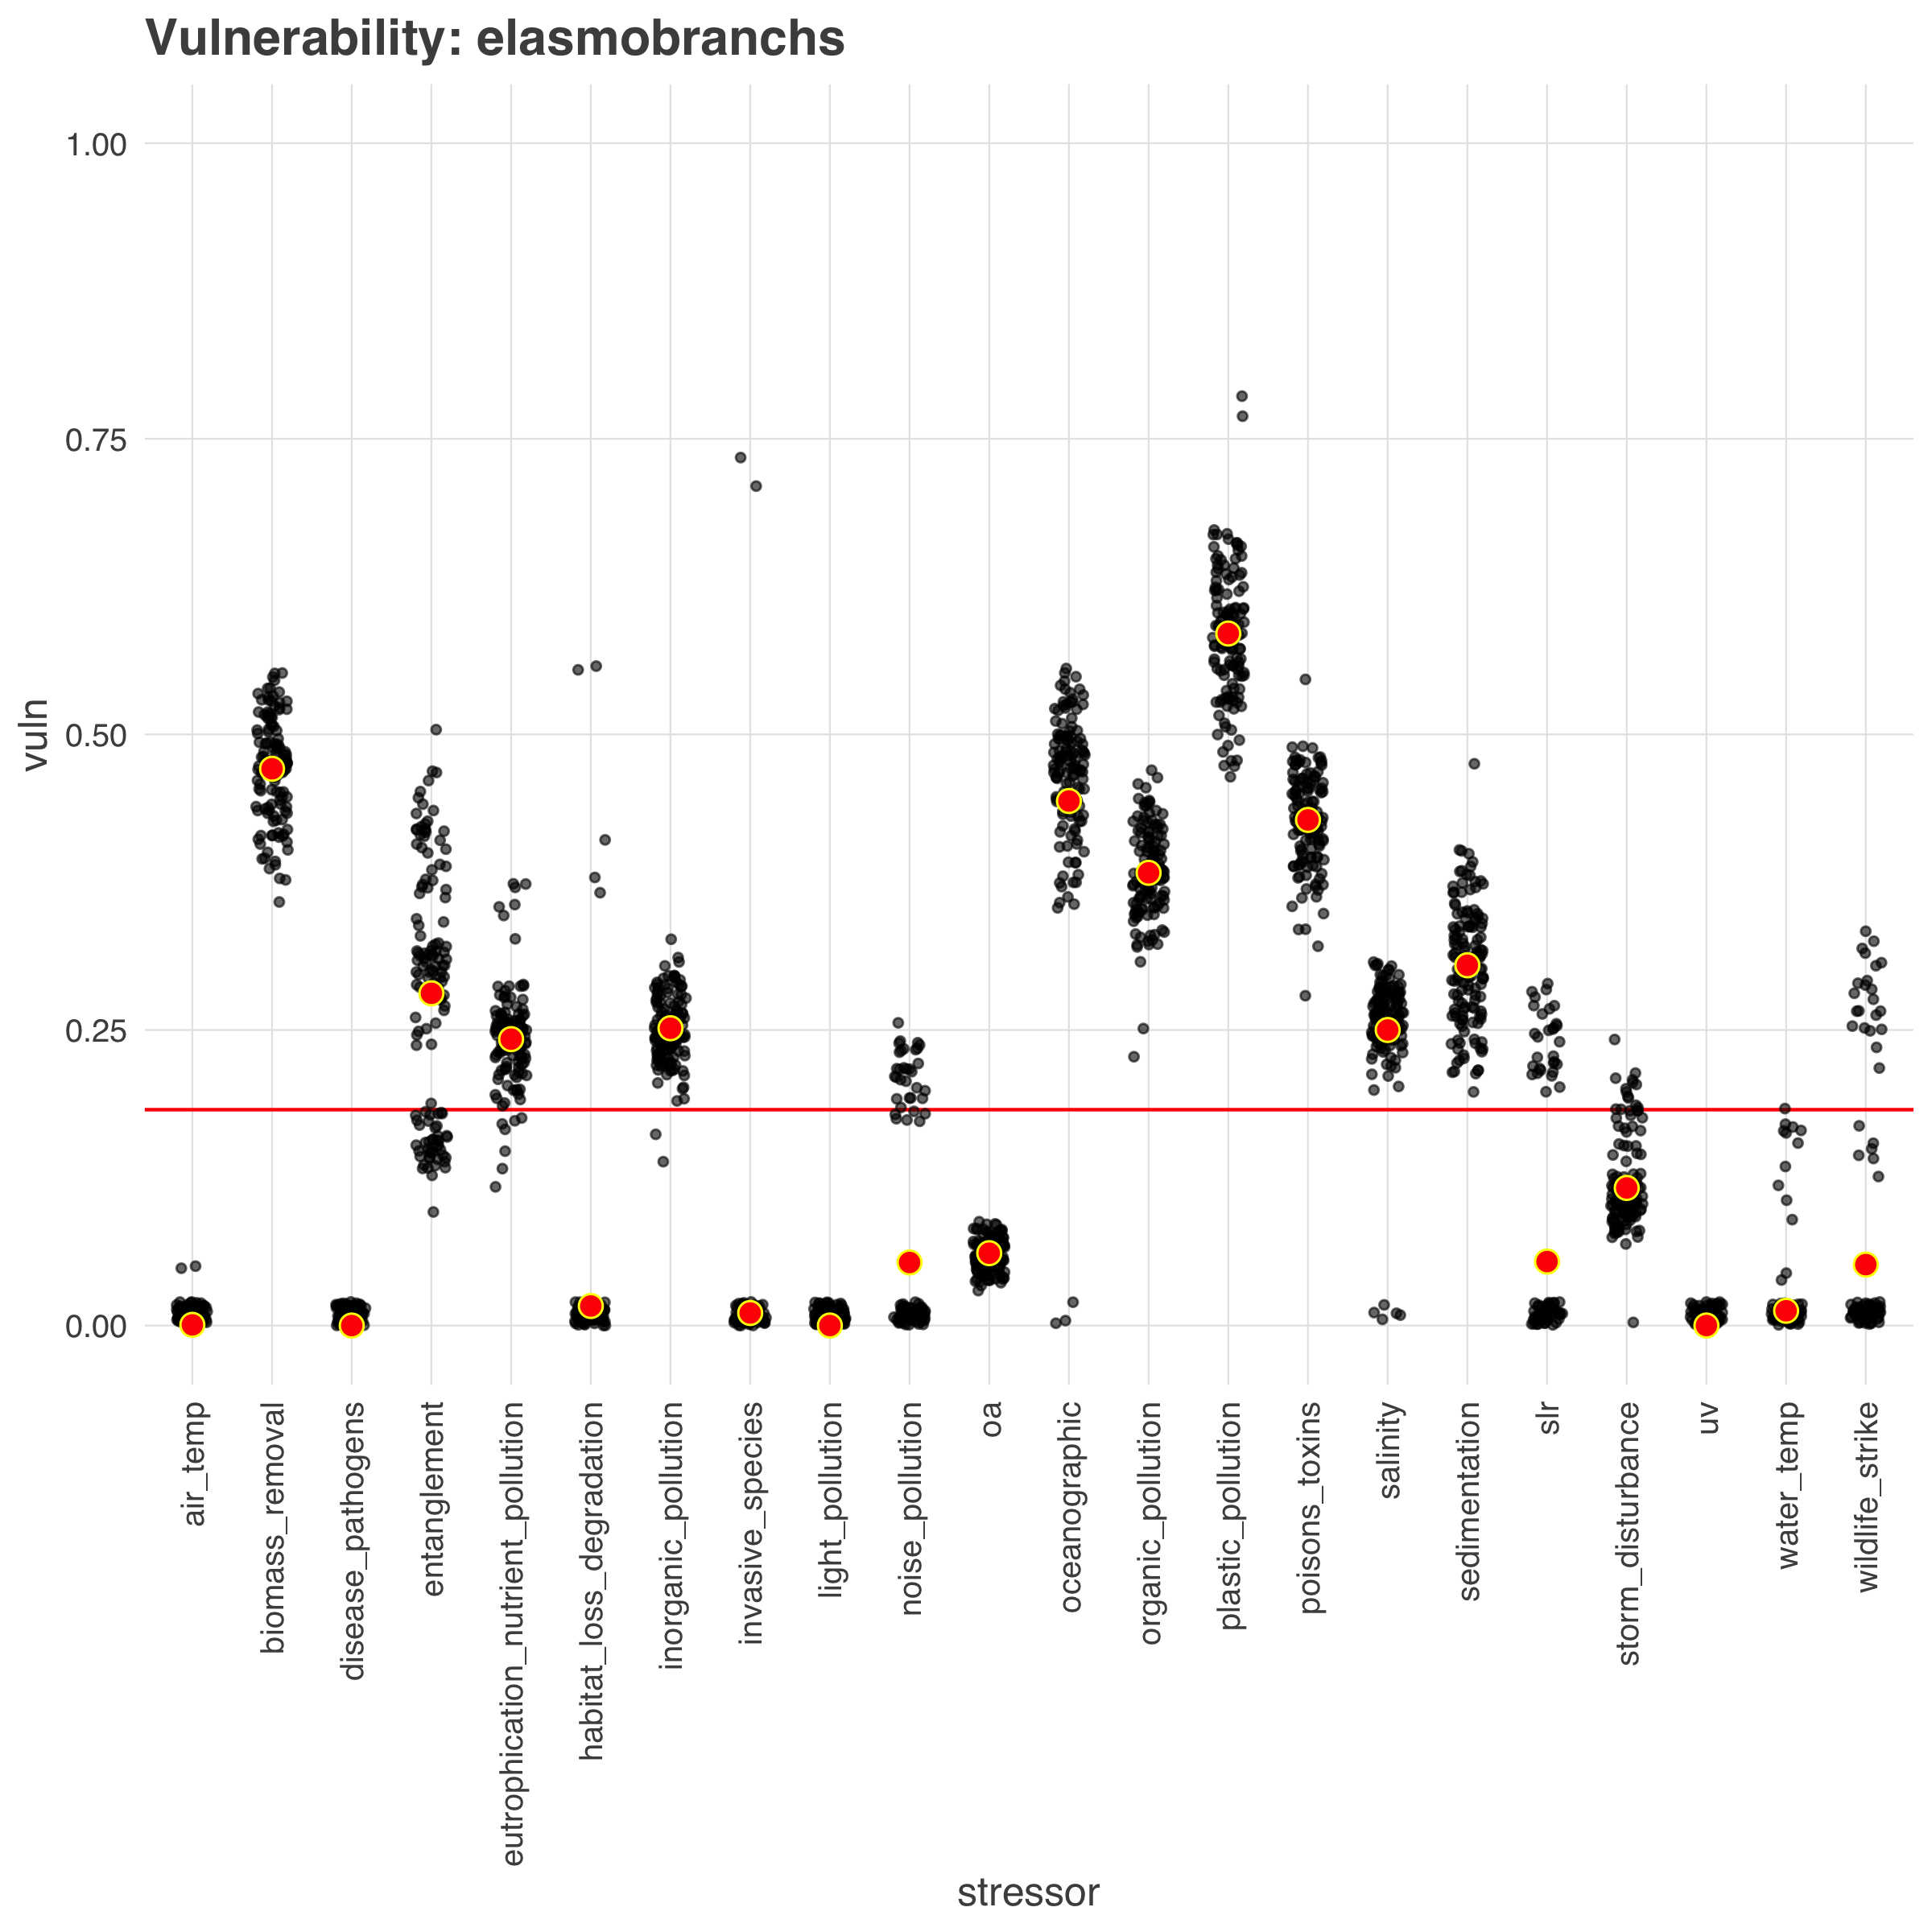 Vulnerability: elasmobranchs
1.00
0.75
0.50
0.25
0.00
vuln
air_temp
biomass_removal
disease_pathogens
entanglement
eutrophication_nutrient_pollution
habitat_loss_degradation
inorganic_pollution
invasive_species
light_pollution
noise_pollution
oa
oceanographic
organic_pollution
plastic_pollution
poisons_toxins
salinity
sedimentation
slr
storm_disturbance
uv
water_temp
wildlife_strike
stressor